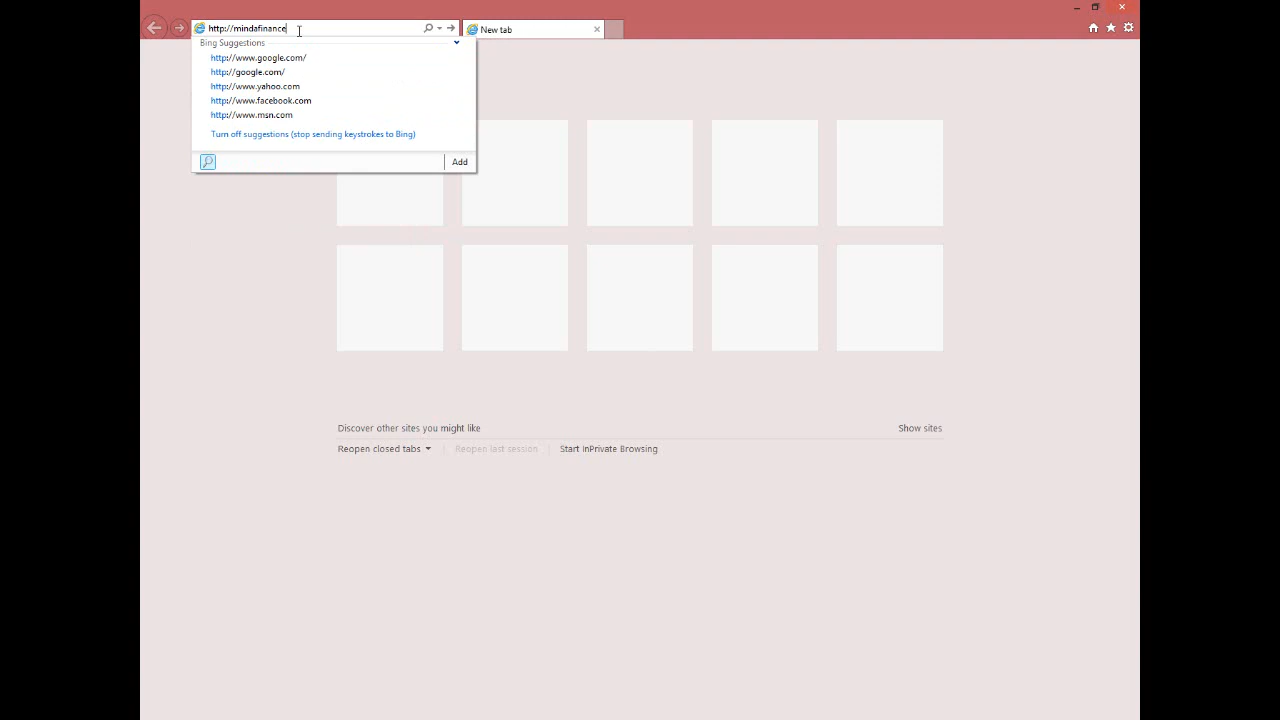 http://mindafinance
New tab
Bing Suggestions
http://www.google.com/
http://google.com/
http://www.yahoo.com
http://www.facebook.com
http://www.msn.com
Turn off suggestions (stop sending keystrokes to Bing)
Add
Discover other sites you might like
Show sites
Reopen closed tabs
Reopen last session
Start InPrivate Browsing